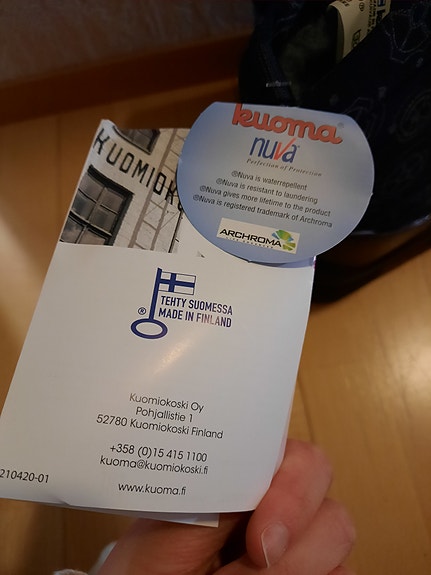 kuoma®
nuva®
Perfection of Protection
@Nuva is waterrepellent
@Nuva is resistant to laundering
@Nuva gives more lifetime to the product
@Nuva is registered trademark of Archroma
ARCHROMA
KUOMIOK
®
TEHTY SUOMESSA
MADE IN FINLAND
Kuomiokoski Oy
Pohjallistie 1
52780 Kuomiokoski Finland
+358 (0)15 415 1100
kuoma@kuomiokoski.fi
www.kuoma.fi
210420-01